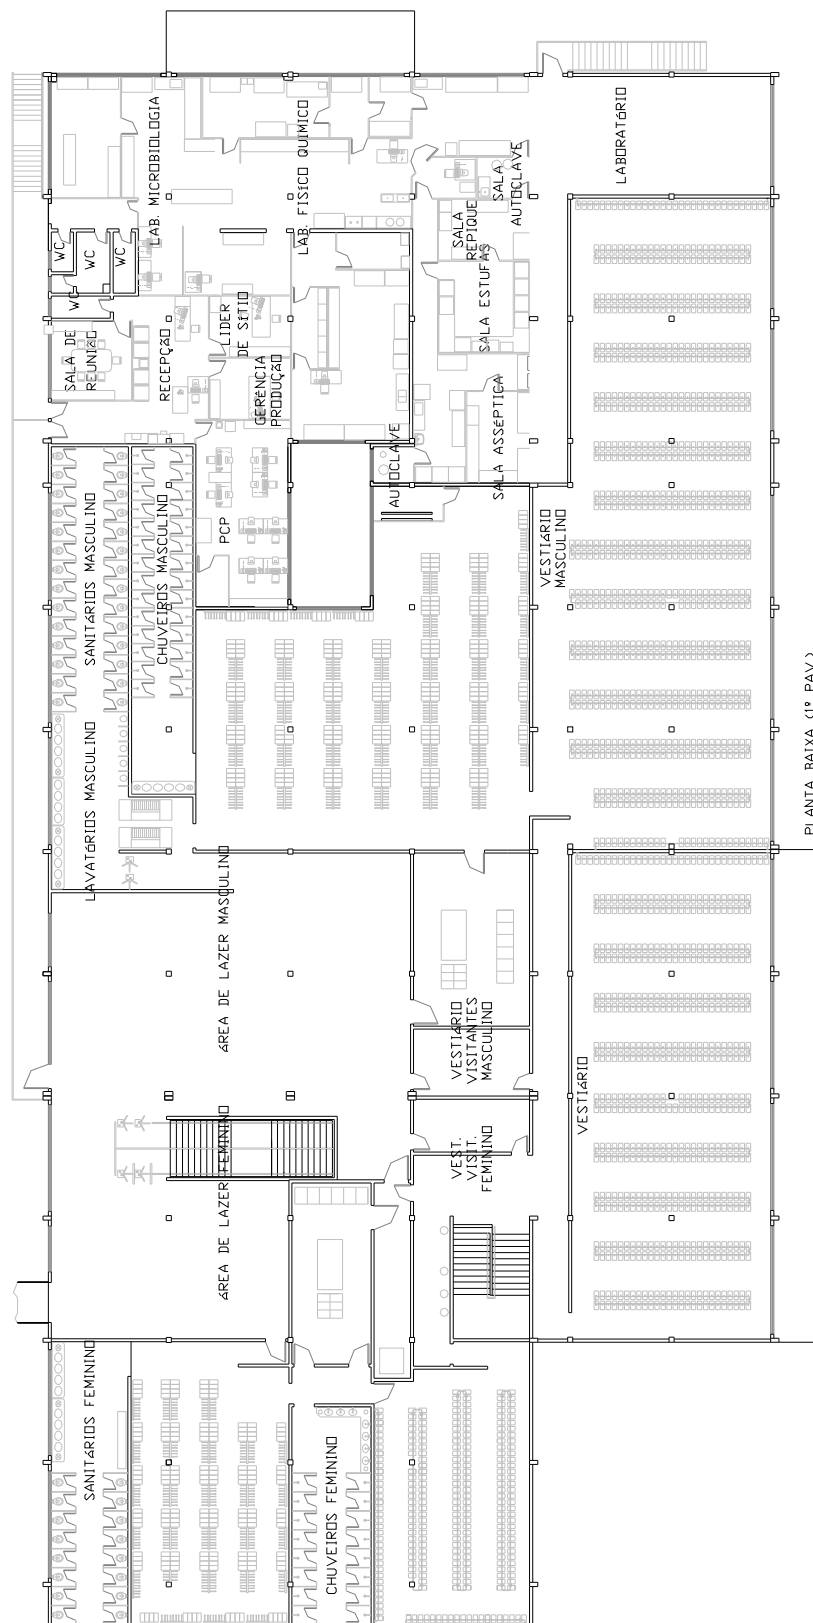 LABORATÓRIO
LAB. MICROBIOLOGIA
LAB. FISÍCO QUIMICO
SALA
AUTOCLAVE
SALA
REPIQUE
WC
WC
WC
WC
SALA ESTUFAS
LIDER
DE SÍTIO
SALA DE
REUNIÃO
RECEPÇÃO
GERÊNCIA
PRODUÇÃO
SALA ASSÉPTICA
AUTOCLAVE
PCP
VESTIÁRIO
MASCULINO
SANITÁRIOS MASCULINO
CHUVEIROS MASCULINO
LAVATÓRIOS MASCULINO
PLANTA BAIXA (1º PAV.)
ÁREA DE LAZER MASCULINO
VESTIÁRIO
VISITANTES
MASCULINO
VESTIÁRIO
VEST.
VISIT.
FEMININO
ÁREA DE LAZER FEMININO
SANITÁRIOS FEMININO
CHUVEIROS FEMININO